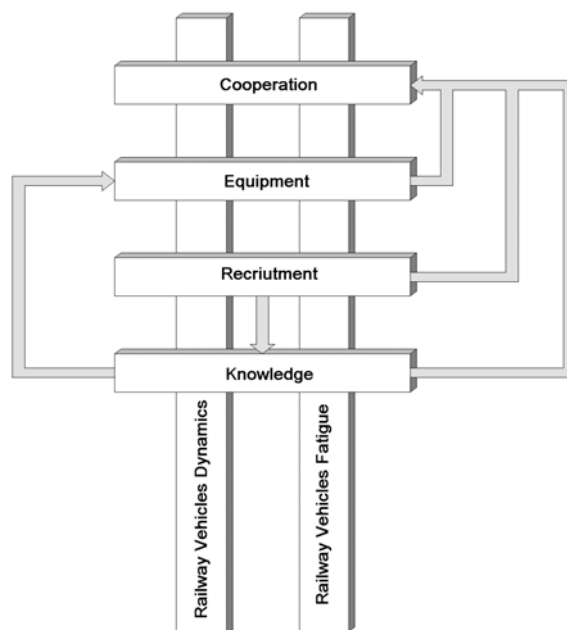 Cooperation
Equipment
Recriutment
Knowledge
Railway Vehicles Dynamics
Railway Vehicles Fatigue